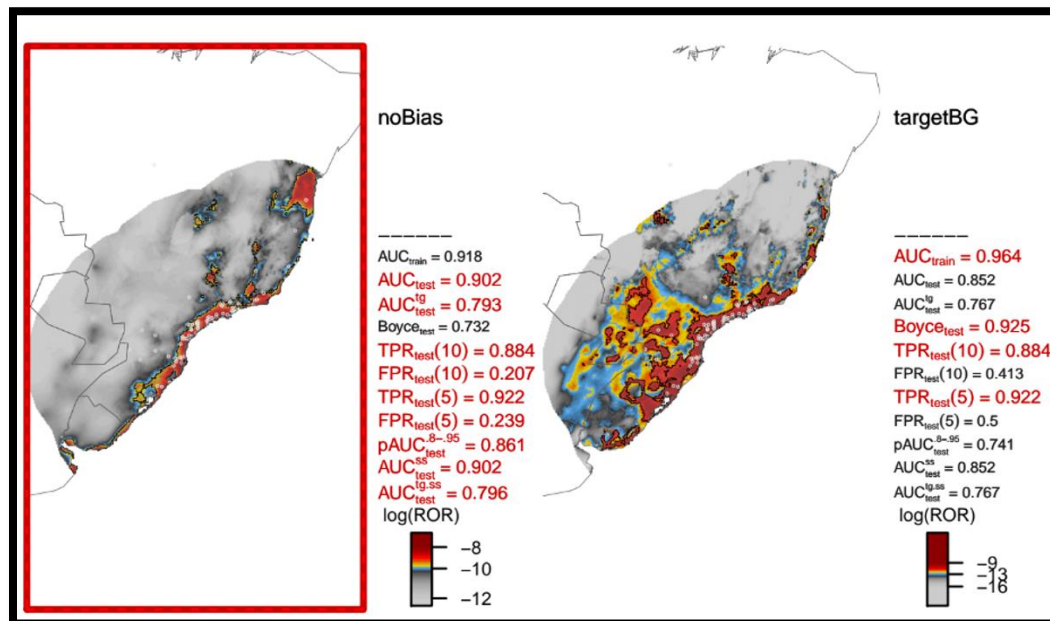 noBias
targetBG
AUCtrain = 0.918
AUCtest = 0.902
AUCtgtest = 0.793
Boycetest = 0.732
TPRtest(10) = 0.884
FPRtest(10) = 0.207
TPRtest(5) = 0.922
FPRtest(5) = 0.239
pAUC.8–.95test = 0.861
AUCsstest = 0.902
AUCtg.sstest = 0.796
log(ROR)
−8
−10
−12
AUCtrain = 0.964
AUCtest = 0.852
AUCtgtest = 0.767
Boycetest = 0.925
TPRtest(10) = 0.884
FPRtest(10) = 0.413
TPRtest(5) = 0.922
FPRtest(5) = 0.5
pAUC.8–.95test = 0.741
AUCsstest = 0.852
AUCtg.sstest = 0.767
log(ROR)
−9
−13
−16